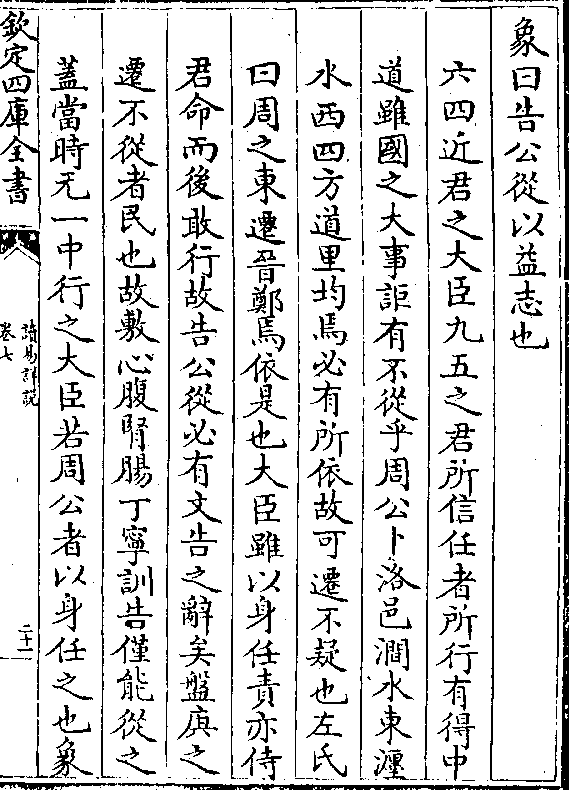 象曰告公從以益志也
六四近君之大臣九五之君所信任者所行有得中
道雖國之大事詎有不從乎周公卜洛邑澗水東瀍
水西四方道里均焉必有所依故可遷不疑也左氏
曰周之東遷晉鄭焉依是也大臣雖以身任責亦待
君命而後敢行故告公從必有文告之辭矣盤庚之
遷不從者民也故敷心腹腎腸丁寧訓告僅能從之
蓋當時无一中行之大臣若周公者以身任之也象
欽定四庫全書
讀易詳説
卷七
二十一